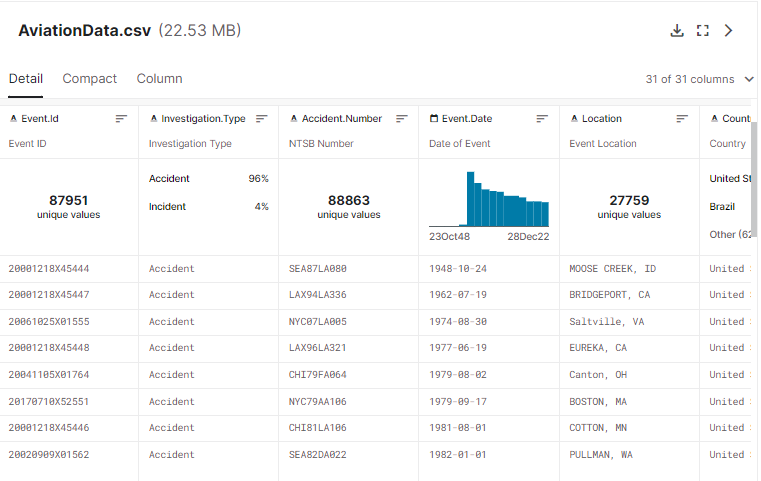 AviationData.csv (22.53 MB)
Detail Compact Column 31 of 31 columns
Event.Id Investigation.Type Accident.Number Event.Date Location Count
Event ID Investigation Type NTSB Number Date of Event Event Location Country
87951 unique values
Accident 96%
Incident 4%
88863 unique values
23Oct48 28Dec22
27759 unique values
United St
Brazil
Other (62
20001218X45444 Accident SEA87LA080 1948-10-24 MOOSE CREEK, ID United
20001218X45447 Accident LAX94LA336 1962-07-19 BRIDGEPORT, CA United
20061025X01555 Accident NYC07LA005 1974-08-30 Saltville, VA United
20001218X45448 Accident LAX96LA321 1977-06-19 EUREKA, CA United
20041105X01764 Accident CHI79FA064 1979-08-02 Canton, OH United
20170710X52551 Accident NYC79AA106 1979-09-17 BOSTON, MA United
20001218X45446 Accident CHI81LA106 1981-08-01 COTTON, MN United
20020909X01562 Accident SEA82DA022 1982-01-01 PULLMAN, WA United